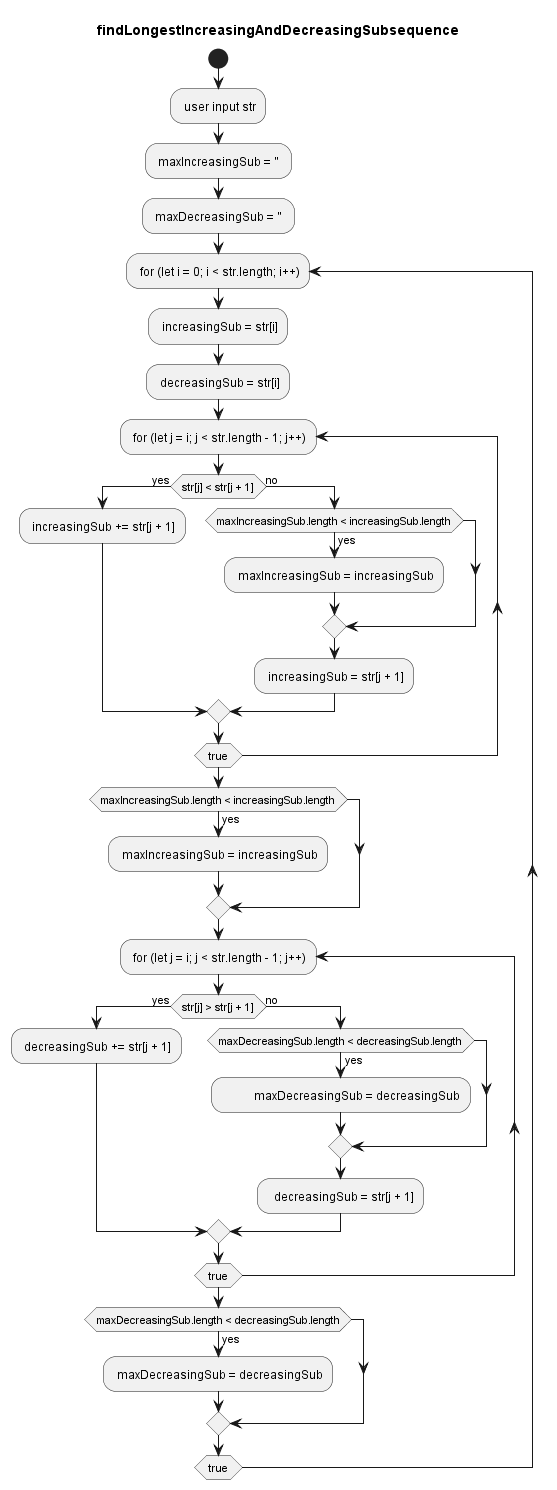 findLongestIncreasingAndDecreasingSubsequence
user input str
maxIncreasingSub = ''
maxDecreasingSub = ''
for (let i = 0; i < str.length; i++)
increasingSub = str[i]
decreasingSub = str[i]
for (let j = i; j < str.length - 1; j++)
yes
str[j] < str[j + 1]
no
increasingSub += str[j + 1]
maxIncreasingSub.length < increasingSub.length
yes
maxIncreasingSub = increasingSub
increasingSub = str[j + 1]
true
maxIncreasingSub.length < increasingSub.length
yes
maxIncreasingSub = increasingSub
for (let j = i; j < str.length - 1; j++)
yes
str[j] > str[j + 1]
no
decreasingSub += str[j + 1]
maxDecreasingSub.length < decreasingSub.length
yes
maxDecreasingSub = decreasingSub
decreasingSub = str[j + 1]
true
maxDecreasingSub.length < decreasingSub.length
yes
maxDecreasingSub = decreasingSub
true